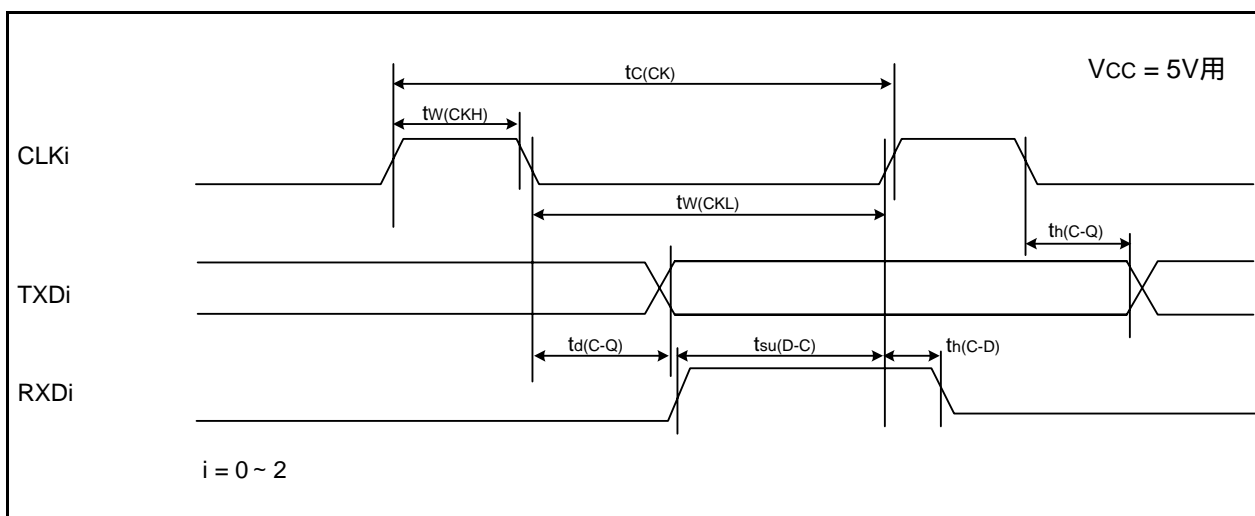 VCC = 5V用
tC(CK)
tW(CKH)
CLKi
tW(CKL)
th(C-Q)
TXDi
td(C-Q)
tsu(D-C)
th(C-D)
RXDi
i = 0 ~ 2